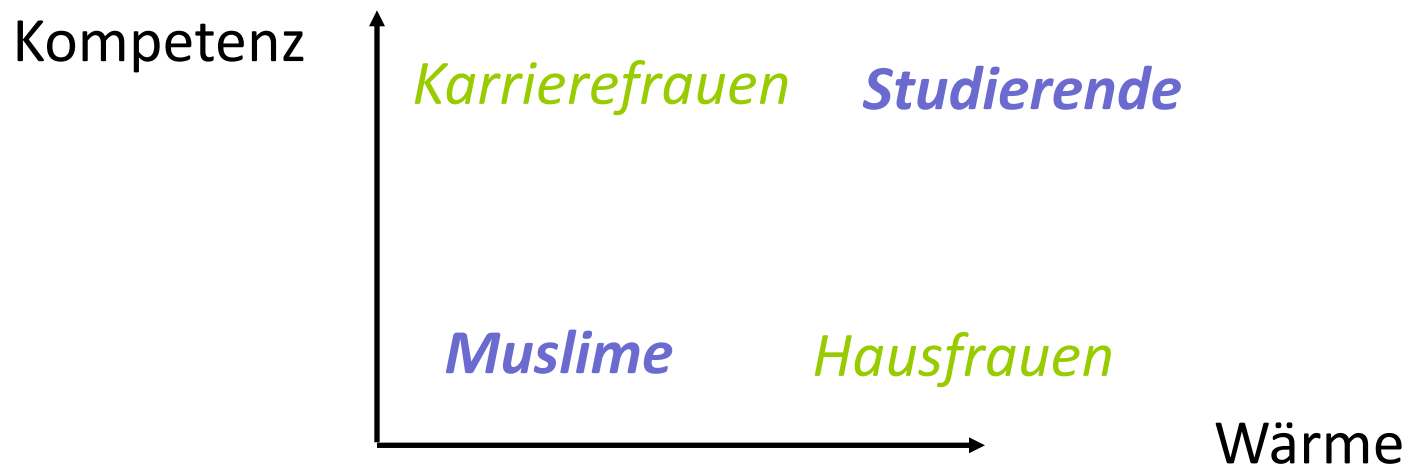 Kompetenz
Karrierefrauen
Studierende
Muslime
Hausfrauen
Wärme